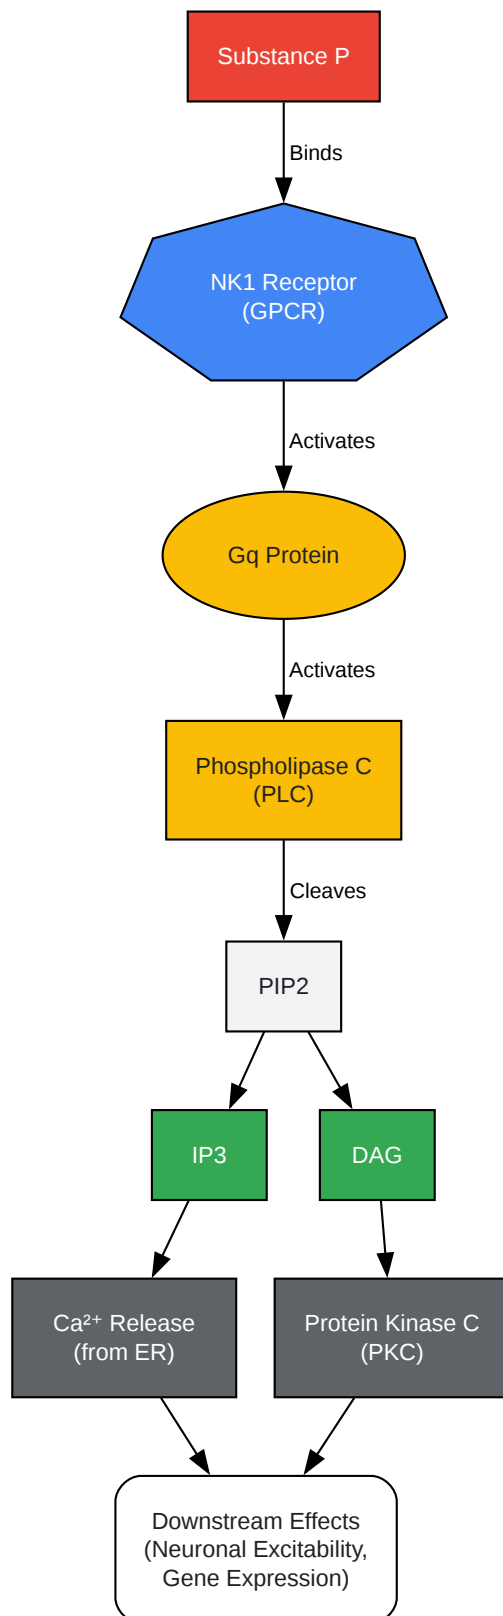 Substance P
Binds
NK1 Receptor
(GPCR)
Activates
Gq Protein
Activates
Phospholipase C
(PLC)
Cleaves
PIP2
IP3
DAG
Ca²⁺ Release
(from ER)
Protein Kinase C
(PKC)
Downstream Effects
(Neuronal Excitability,
Gene Expression)